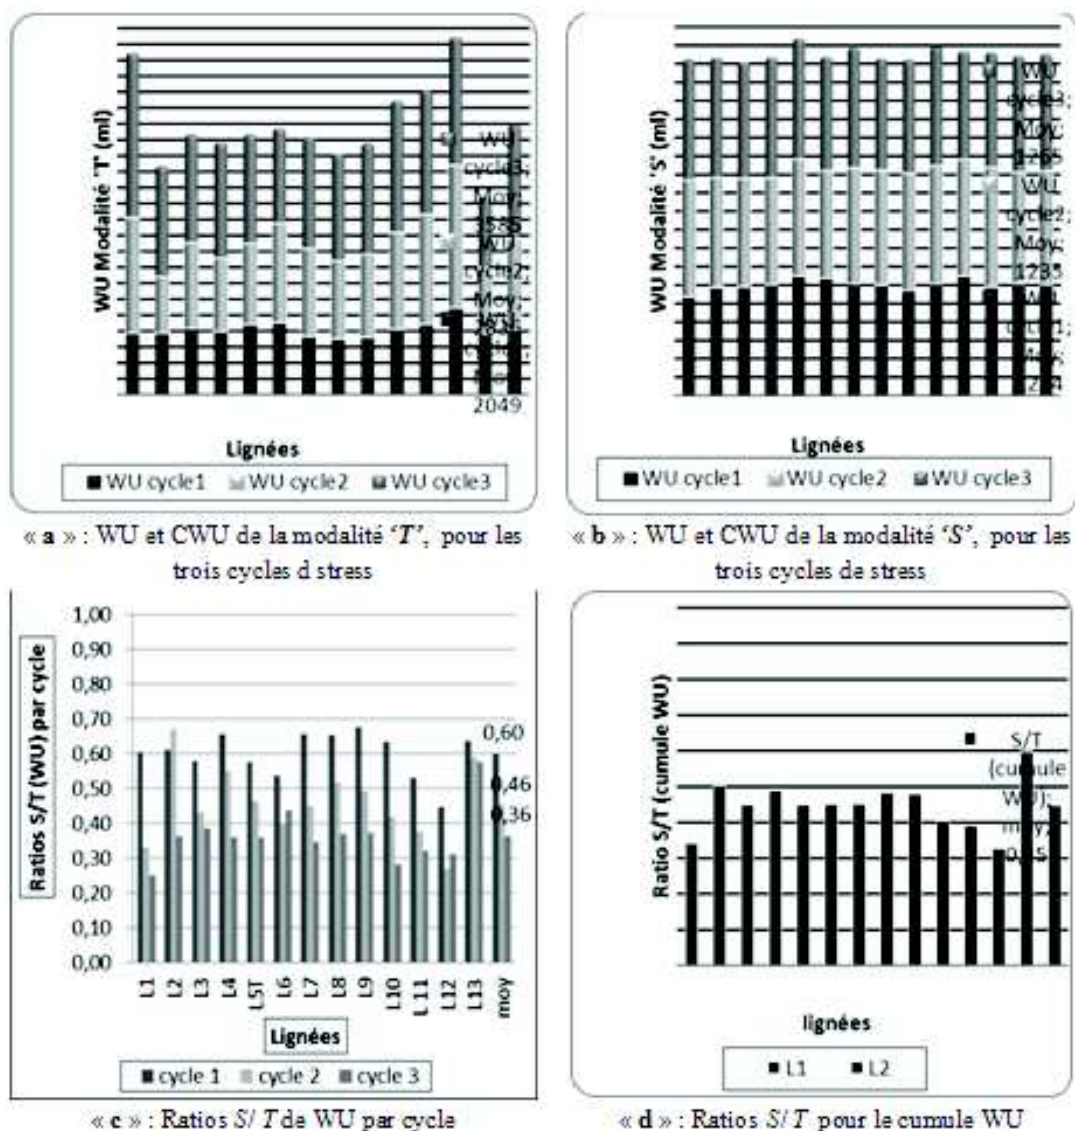 WU Modalité 'T' (ml)
WU
cycle3;
Moy;
WU
cycle2;
Moy;
2049
Lignées
WU cycle1 WU cycle2 WU cycle3
« a » : WU et CWU de la modalité ‘T’, pour les
trois cycles d stress
WU Modalité 'S' (ml)
WU
cycle3;
Moy;
1265
WU
cycle2;
Moy;
1235
Lignées
WU cycle1 WU cycle2 WU cycle3
« b » : WU et CWU de la modalité ‘S’, pour les
trois cycles de stress
Ratios S/T (WU) par cycle
1,00
0,90
0,80
0,70
0,60
0,50
0,40
0,30
0,20
0,10
0,00
0,60
0,46
0,36
L1 L2 L3 L4 L5T L6 L7 L8 L9 L10 L11 L12 L13 moy
Lignées
cycle 1 cycle 2 cycle 3
« c » : Ratios S/ T de WU par cycle
Ratio S/T (cumule WU)
S/T
(cumule
WU);
moy;
lignées
L1 L2
« d » : Ratios S/ T pour le cumule WU